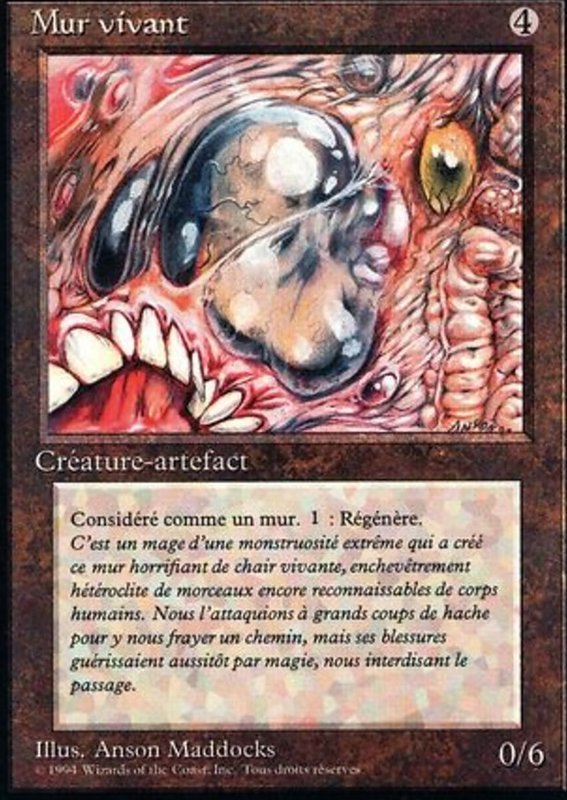 Mur vivant
4
ANSON
Créature-artefact
Considéré comme un mur. 1 : Régénère.
C'est un mage d'une monstruosité extrême qui a créé
ce mur horrifiant de chair vivante, enchevêtrement
hétéroclite de morceaux encore reconnaissables de corps
humains. Nous l'attaquions à grands coups de hache
pour y nous frayer un chemin, mais ses blessures
guérissaient aussitôt par magie, nous interdisant le
passage.
Illus. Anson Maddocks
0/6
© 1994 Wizards of the Coast, Inc. Tous droits réservés